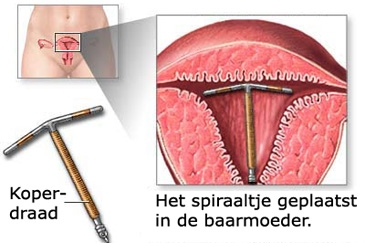 Koper-
draad
Het spiraaltje geplaatst
in de baarmoeder.